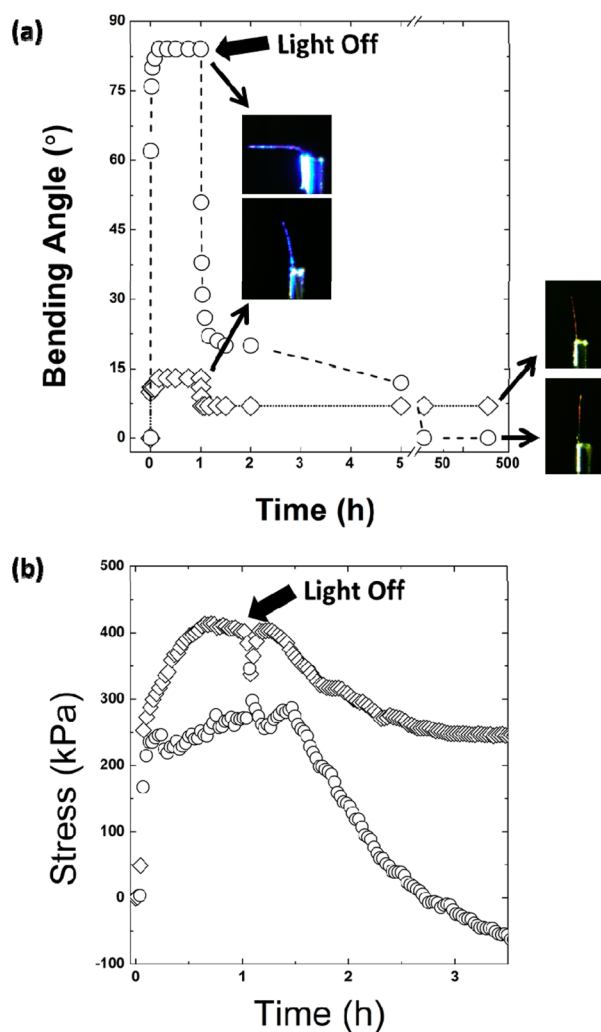 (a)
90
75
60
45
30
15
0
Bending Angle (°)
Light Off
0 1 2 3 4 5 50 500
Time (h)
(b)
500
400
300
200
100
0
-100
Stress (kPa)
Light Off
0 1 2 3
Time (h)